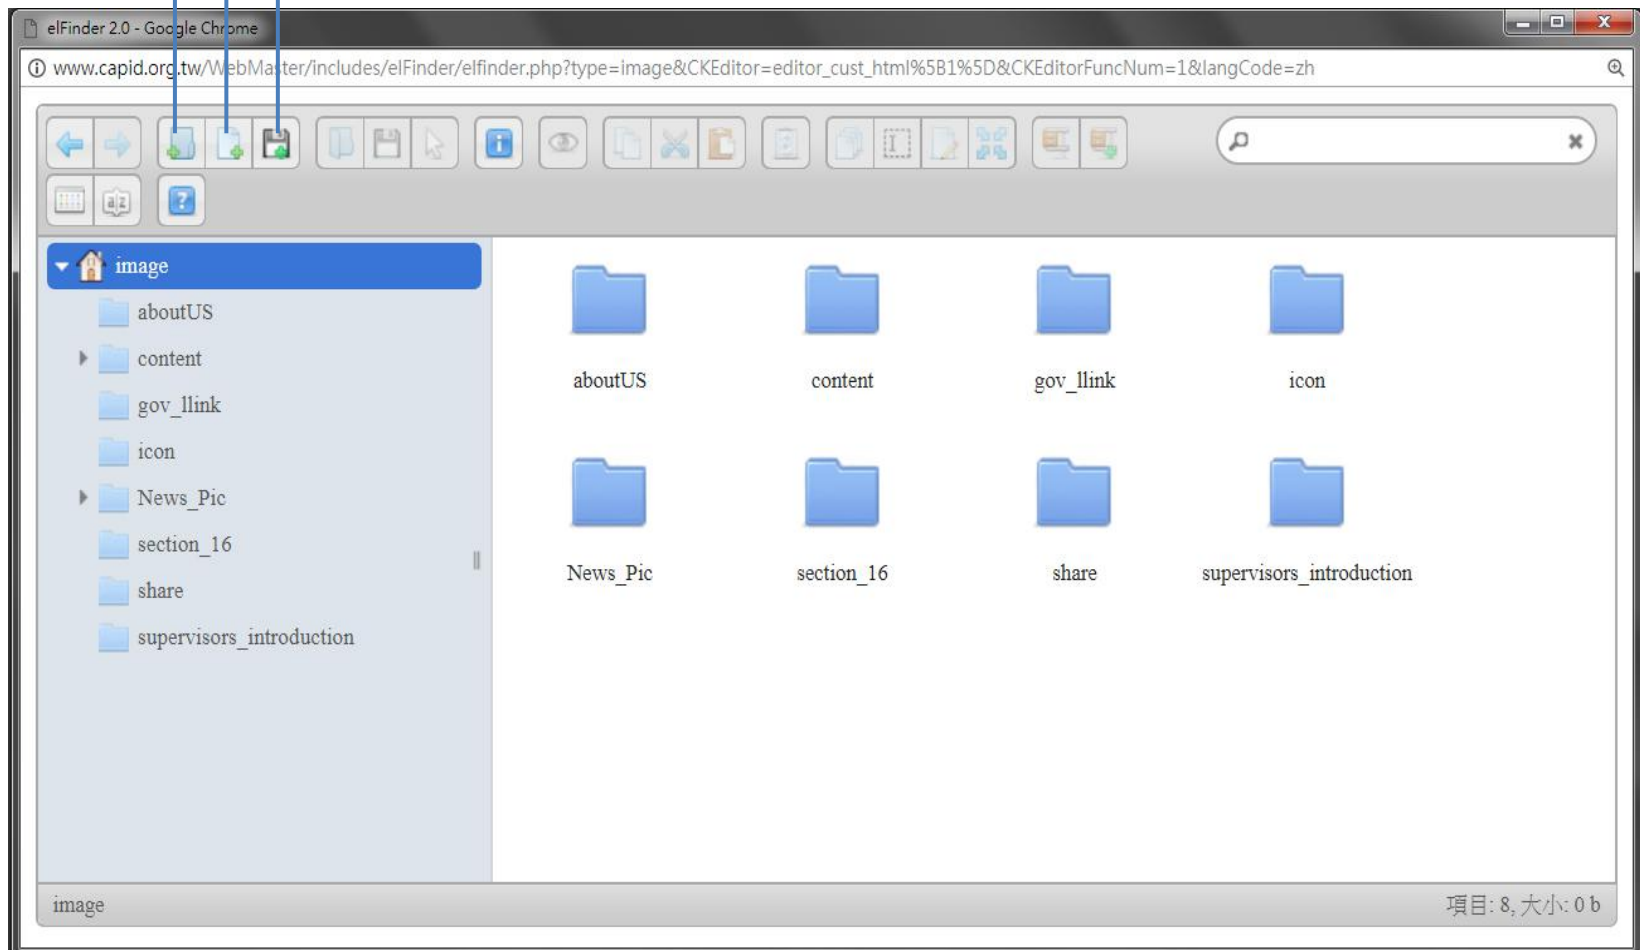 elFinder 2.0 - Google Chrome
www.capid.org.tw/WebMaster/includes/elFinder/elfinder.php?type=image&CKEditor=editor_cust_html%5B1%5D&CKEditorFuncNum=1&langCode=zh
image
aboutUS
content
gov_llink
icon
News_Pic
section_16
share
supervisors_introduction
aboutUS content gov_llink icon
News_Pic section_16 share supervisors_introduction
image 項目: 8, 大小: 0 b